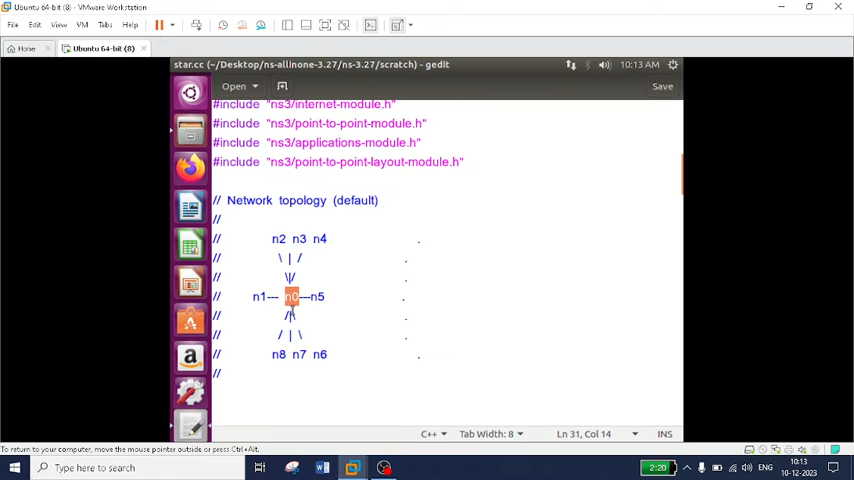 Ubuntu 64-bit (8) - VMware Workstation
File Edit View VM Tabs Help
Home Ubuntu 64-bit (8)
star.cc (~/Desktop/ns-allinone-3.27/ns-3.27/scratch) - gedit 10:13 AM
Open Save
#include "ns3/internet-module.h"
#include "ns3/point-to-point-module.h"
#include "ns3/applications-module.h"
#include "ns3/point-to-point-layout-module.h"
// Network topology (default)
//
// n2 n3 n4 .
// \ | / .
// \|/ .
// n1--- n0---n5 .
// /|\ .
// / | \ .
// n8 n7 n6 .
//
C++ Tab Width: 8 Ln 31, Col 14 INS
To return to your computer, move the mouse pointer outside or press Ctrl+Alt.
Type here to search 2:20 ENG 10:13
10-12-2023